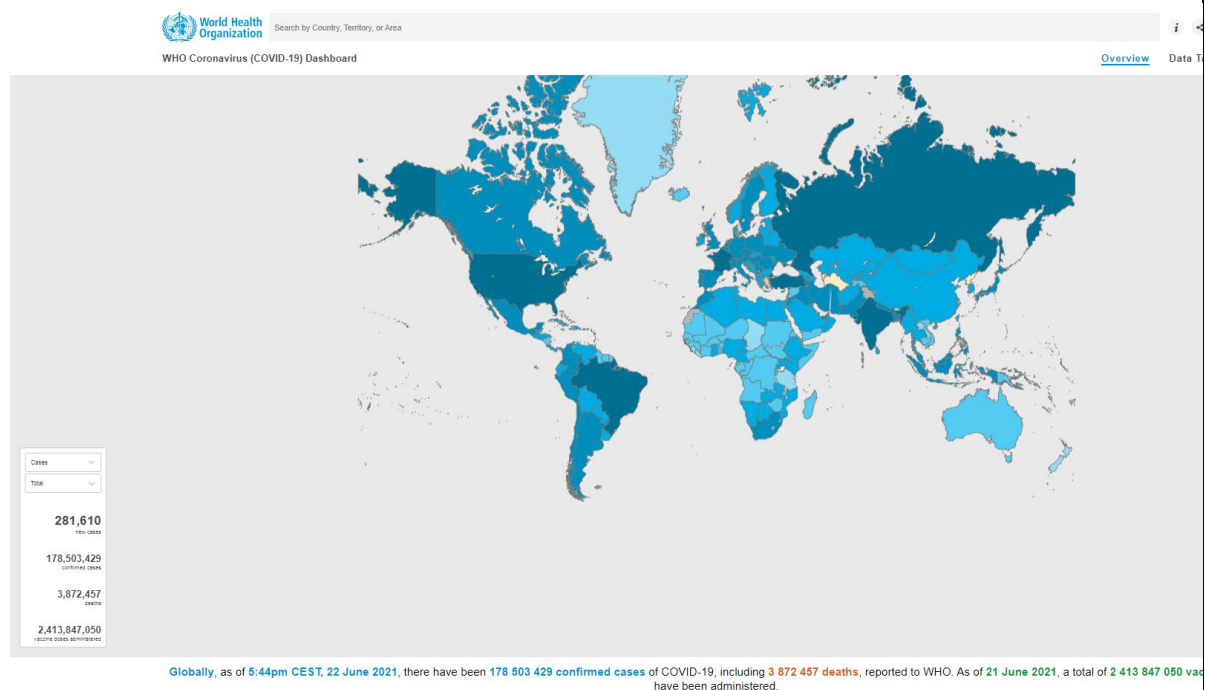 World Health
Organization
Search by Country, Territory, or Area
i
WHO Coronavirus (COVID-19) Dashboard
Overview Data
Cases
Total
281,610
new cases
178,503,429
confirmed cases
3,872,457
deaths
2,413,847,050
vaccine doses administered
Globally, as of 5:44pm CEST, 22 June 2021, there have been 178 503 429 confirmed cases of COVID-19, including 3 872 457 deaths, reported to WHO. As of 21 June 2021, a total of 2 413 847 050 vac
have been administered.